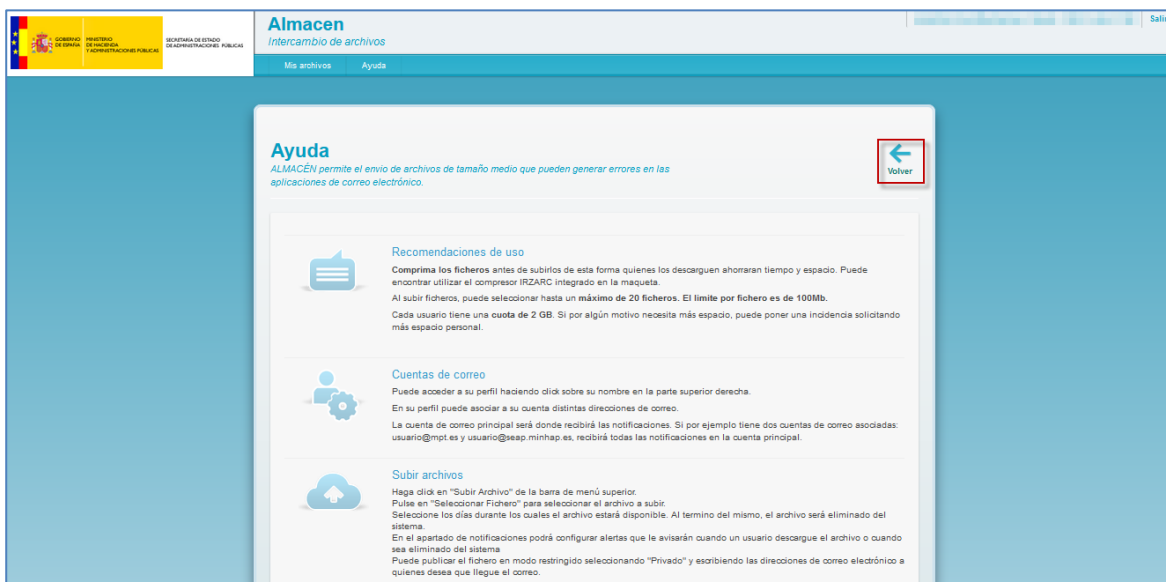 GOBIERNO
DE ESPAÑA
MINISTERIO
DE HACIENDA
Y ADMINISTRACIONES PÚBLICAS
SECRETARÍA DE ESTADO
DE ADMINISTRACIONES PÚBLICAS
Almacen
Intercambio de archivos
Mis archivos Ayuda
Ayuda
ALMACÉN permite el envio de archivos de tamaño medio que pueden generar errores en las
aplicaciones de correo electrónico.
Volver
Recomendaciones de uso
Comprima los ficheros antes de subirlos de esta forma quienes los descarguen ahorraran tiempo y espacio. Puede
encontrar utilizar el compresor IRZARC integrado en la maqueta.
Al subir ficheros, puede seleccionar hasta un máximo de 20 ficheros. El limite por fichero es de 100Mb.
Cada usuario tiene una cuota de 2 GB. Si por algún motivo necesita más espacio, puede poner una incidencia solicitando
más espacio personal.
Cuentas de correo
Puede acceder a su perfil haciendo click sobre su nombre en la parte superior derecha.
En su perfil puede asociar a su cuenta distintas direcciones de correo.
La cuenta de correo principal será donde recibirá las notificaciones. Si por ejemplo tiene dos cuentas de correo asociadas:
usuario@mpt.es y usuario@seap.minhap.es, recibirá todas las notificaciones en la cuenta principal.
Subir archivos
Haga click en "Subir Archivo" de la barra de menú superior.
Pulse en "Seleccionar Fichero" para seleccionar el archivo a subir.
Seleccione los días durante los cuales el archivo estará disponible. Al termino del mismo, el archivo será eliminado del
sistema.
En el apartado de notificaciones podrá configurar alertas que le avisarán cuando un usuario descargue el archivo o cuando
sea eliminado del sistema
Puede publicar el fichero en modo restringido seleccionando "Privado" y escribiendo las direcciones de correo electrónico a
quienes desea que llegue el correo.